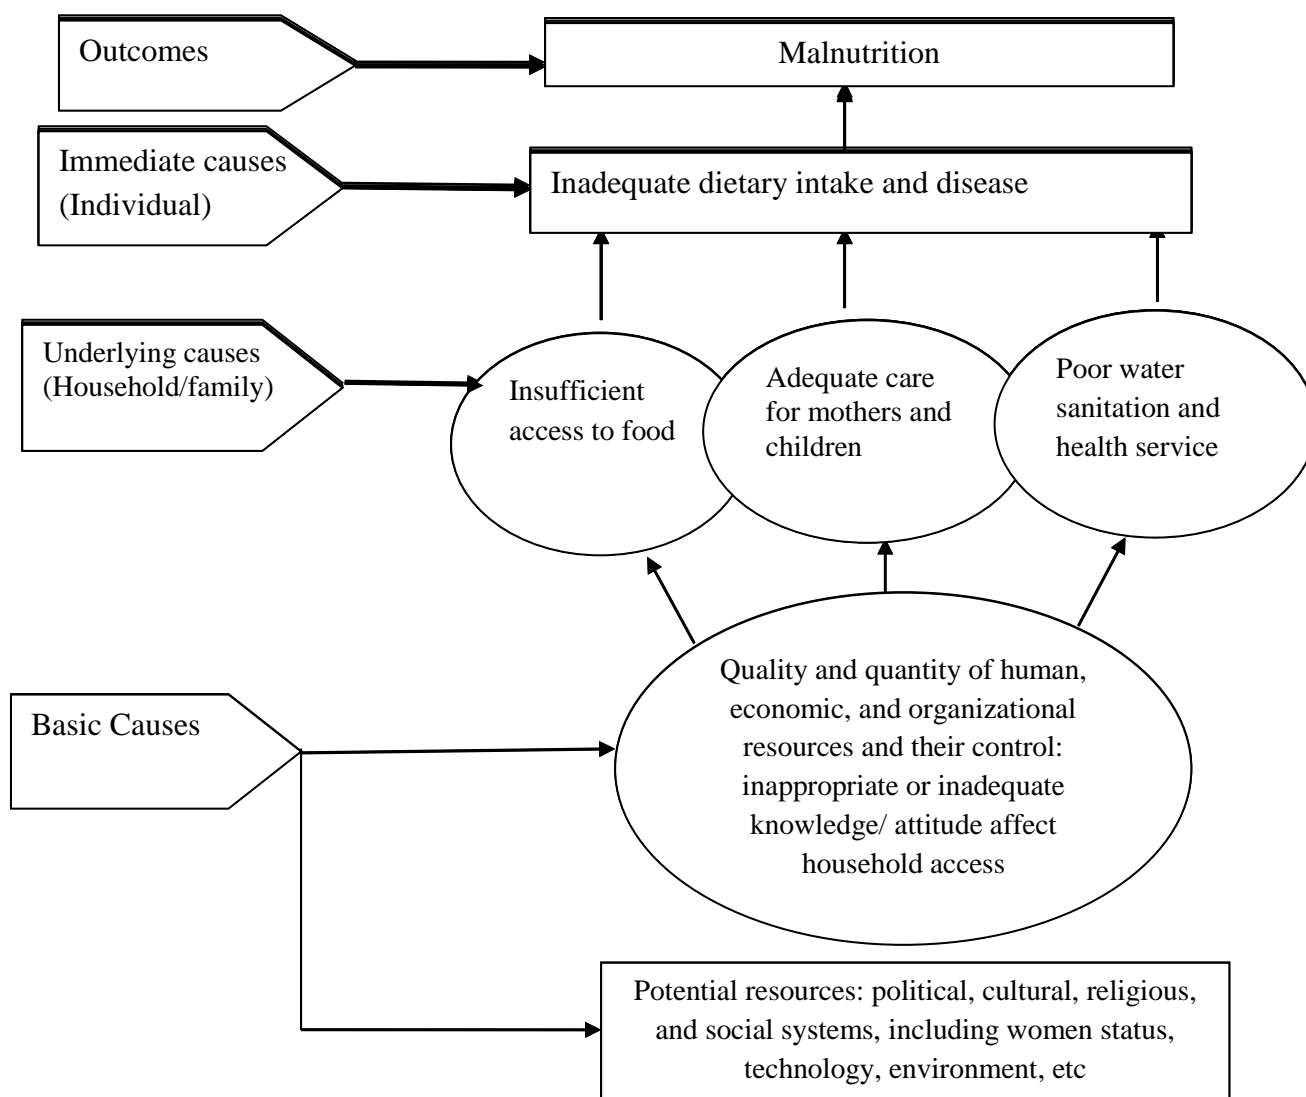 Outcomes
Malnutrition
Immediate causes
(Individual)
Inadequate dietary intake and disease
Underlying causes
(Household/family)
Insufficient
access to food
Adequate care
for mothers and
children
Poor water
sanitation and
health service
Basic Causes
Quality and quantity of human,
economic, and organizational
resources and their control:
inappropriate or inadequate
knowledge/ attitude affect
household access
Potential resources: political, cultural, religious,
and social systems, including women status,
technology, environment, etc